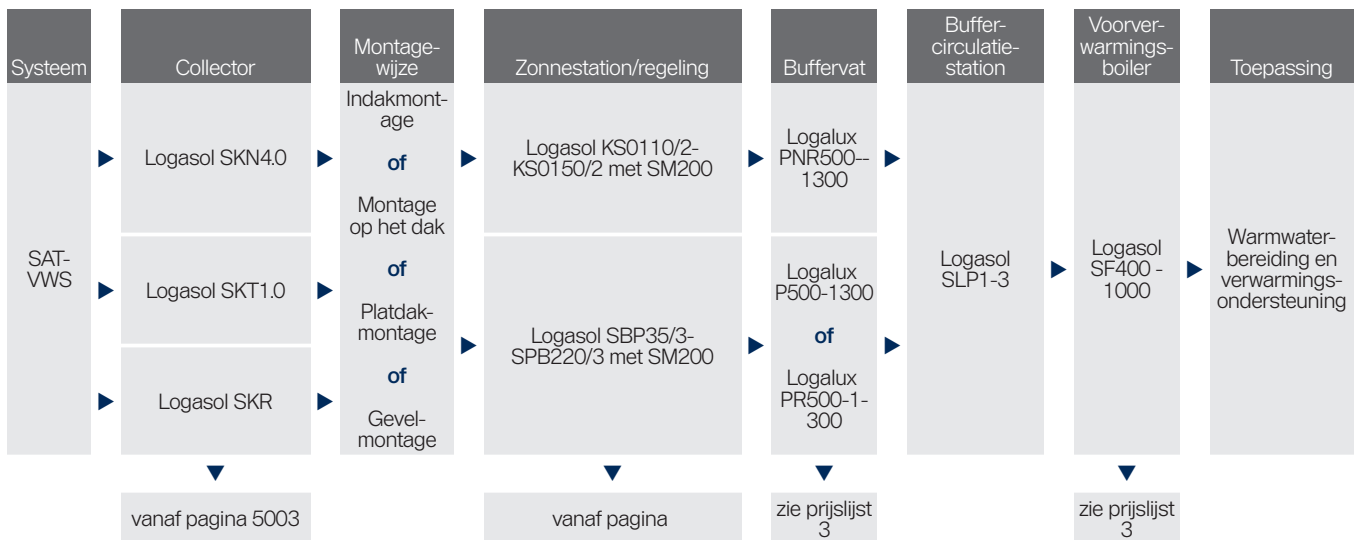 Systeem
Collector
Montage-
wijze
Zonnestation/regeling
Buffervat
Buffer-
circulatie-
station
Voorver-
warmings-
boiler
Toepassing
SAT-
VWS
Logasol SKN4.0
Logasol SKT1.0
Logasol SKR
Indakmont-
age
of
Montage
op het dak
of
Platdak-
montage
of
Gevel-
montage
Logasol KS0110/2-
KS0150/2 met SM200
Logasol SBP35/3-
SPB220/3 met SM200
Logalux
PNR500--
1300
Logalux
P500-1300
of
Logalux
PR500-1-
300
Logasol
SLP1-3
Logasol
SF400 -
1000
Warmwater-
bereiding en
verwarmings-
ondersteuning
vanaf pagina 5003
vanaf pagina
zie prijslijst
3
zie prijslijst
3